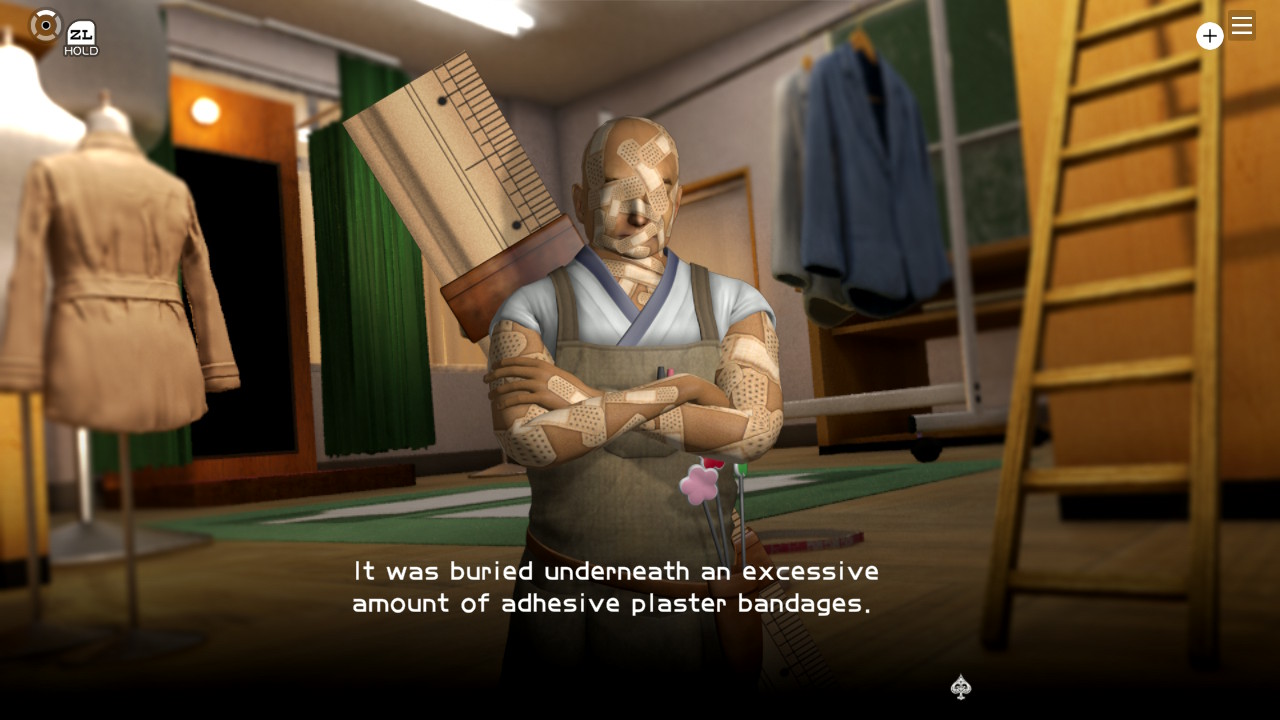 ZL
HOLD
It was buried underneath an excessive
amount of adhesive plaster bandages.